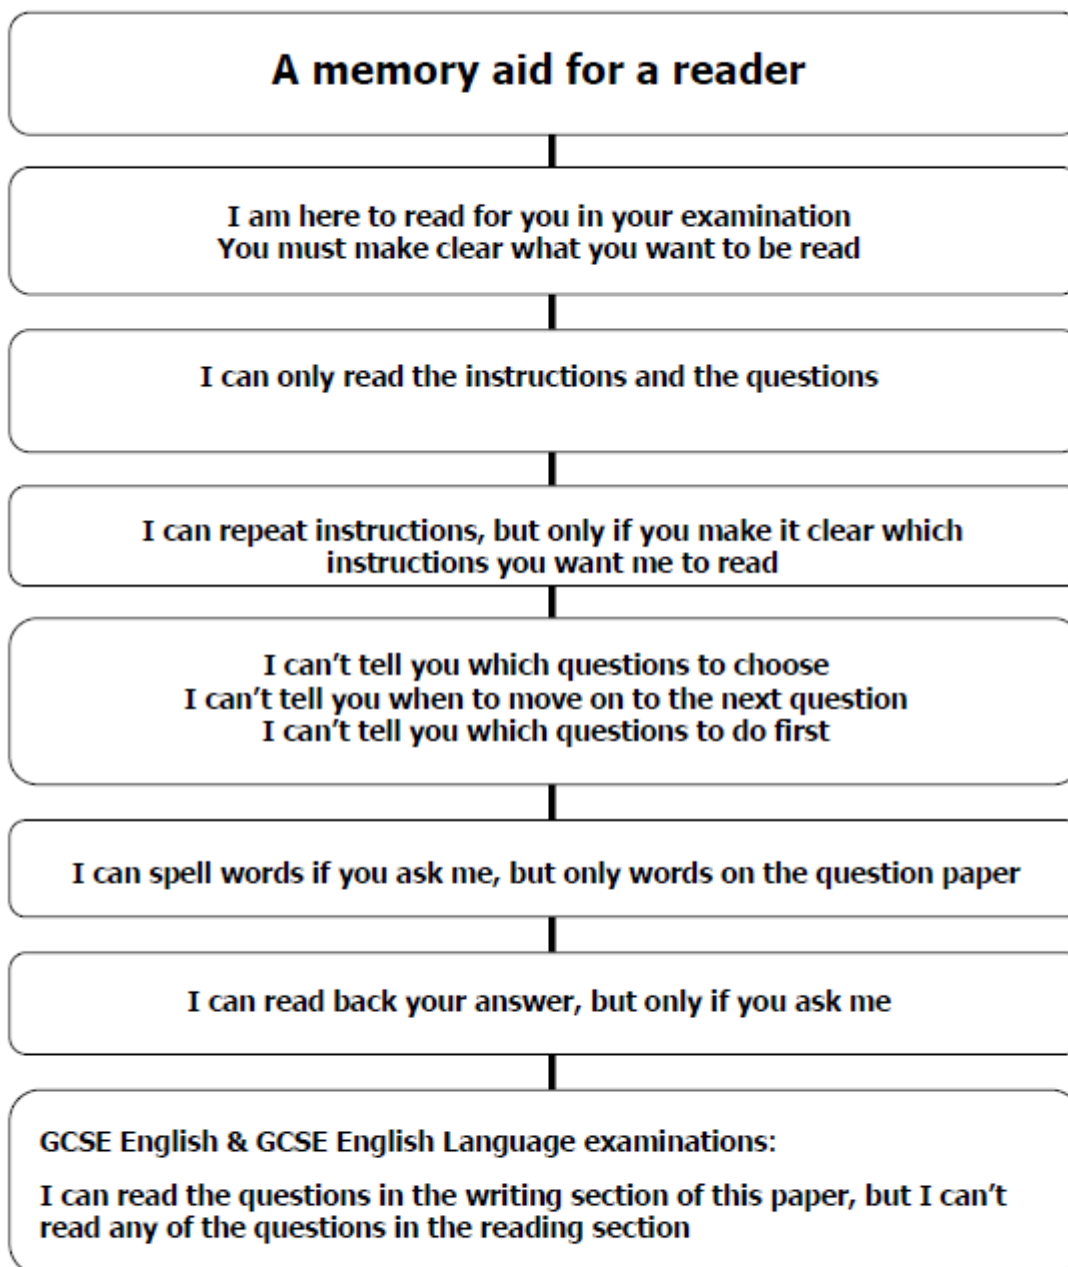 A memory aid for a reader
I am here to read for you in your examination
You must make clear what you want to be read
I can only read the instructions and the questions
I can repeat instructions, but only if you make it clear which
instructions you want me to read
I can’t tell you which questions to choose
I can’t tell you when to move on to the next question
I can’t tell you which questions to do first
I can spell words if you ask me, but only words on the question paper
I can read back your answer, but only if you ask me
GCSE English & GCSE English Language examinations:
I can read the questions in the writing section of this paper, but I can’t
read any of the questions in the reading section